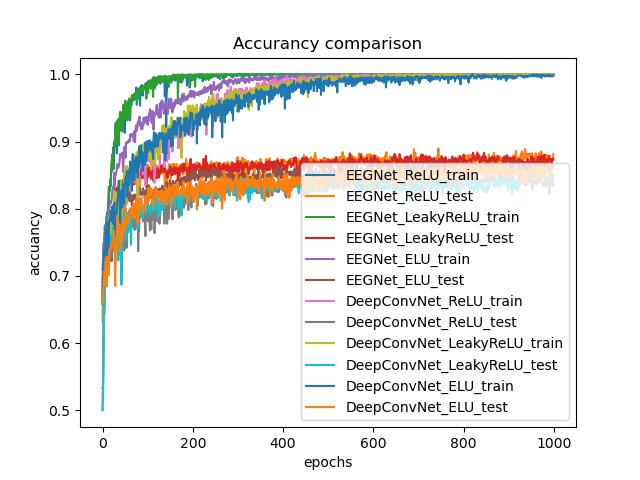 Accurancy comparison
1.0
0.9
0.8
0.7
0.6
0.5
accuancy
EEGNet_ReLU_train
EEGNet_ReLU_test
EEGNet_LeakyReLU_train
EEGNet_LeakyReLU_test
EEGNet_ELU_train
EEGNet_ELU_test
DeepConvNet_ReLU_train
DeepConvNet_ReLU_test
DeepConvNet_LeakyReLU_train
DeepConvNet_LeakyReLU_test
DeepConvNet_ELU_train
DeepConvNet_ELU_test
0 200 400 600 800 1000
epochs